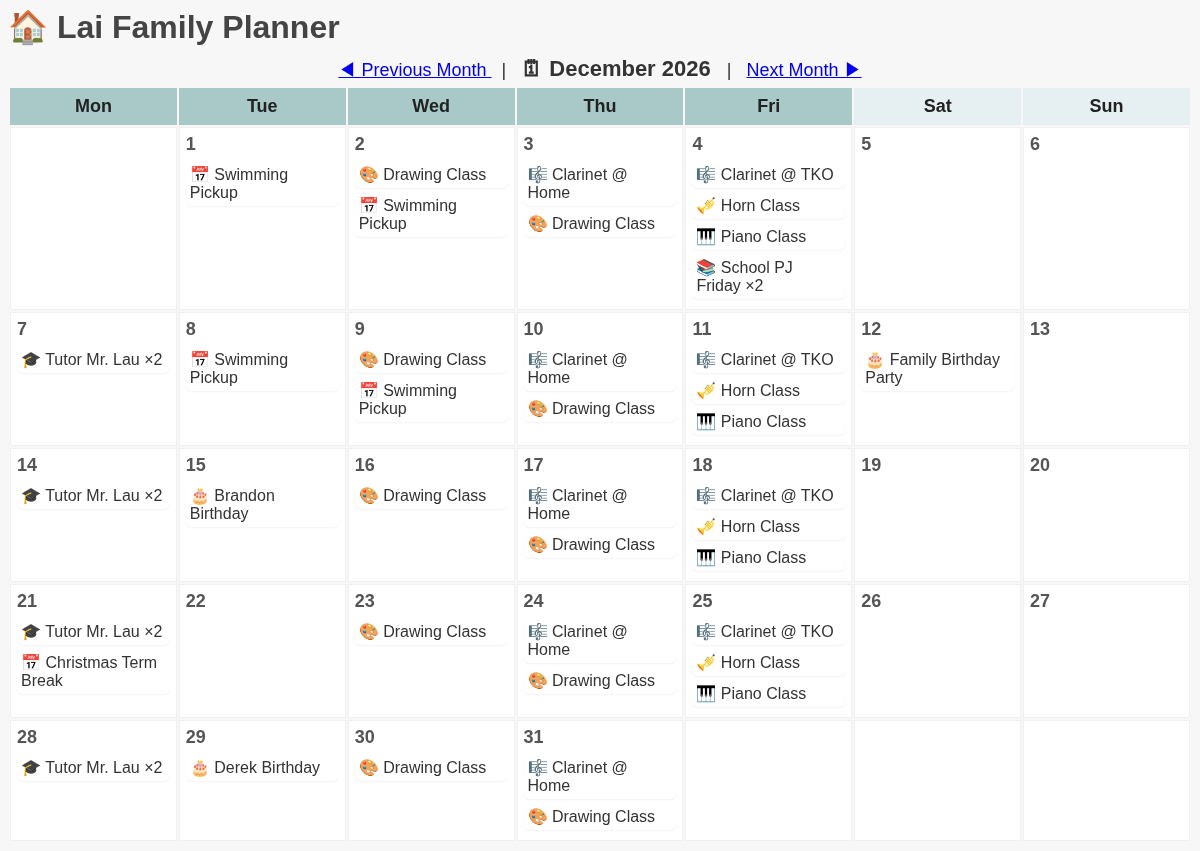 🏠 Lai Family Planner
◀ Previous Month | 🗓 December 2026 | Next Month ▶
Mon Tue Wed Thu Fri Sat Sun
1
📅 Swimming
Pickup
2
🎨 Drawing Class
📅 Swimming
Pickup
3
🎼 Clarinet @
Home
🎨 Drawing Class
4
🎼 Clarinet @ TKO
🎺 Horn Class
🎹 Piano Class
📚 School PJ
Friday ×2
5
6
7
🎓 Tutor Mr. Lau ×2
8
📅 Swimming
Pickup
9
🎨 Drawing Class
📅 Swimming
Pickup
10
🎼 Clarinet @
Home
🎨 Drawing Class
11
🎼 Clarinet @ TKO
🎺 Horn Class
🎹 Piano Class
12
🎂 Family Birthday
Party
13
14
🎓 Tutor Mr. Lau ×2
15
🎂 Brandon
Birthday
16
🎨 Drawing Class
17
🎼 Clarinet @
Home
🎨 Drawing Class
18
🎼 Clarinet @ TKO
🎺 Horn Class
🎹 Piano Class
19
20
21
🎓 Tutor Mr. Lau ×2
📅 Christmas Term
Break
22
23
🎨 Drawing Class
24
🎼 Clarinet @
Home
🎨 Drawing Class
25
🎼 Clarinet @ TKO
🎺 Horn Class
🎹 Piano Class
26
27
28
🎓 Tutor Mr. Lau ×2
29
🎂 Derek Birthday
30
🎨 Drawing Class
31
🎼 Clarinet @
Home
🎨 Drawing Class